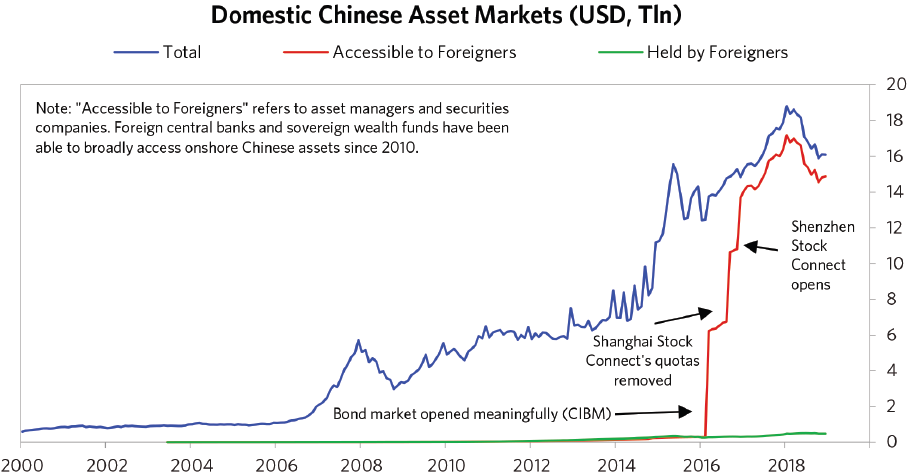 Domestic Chinese Asset Markets (USD, Tln)
Total
Accessible to Foreigners
Held by Foreigners
Note: "Accessible to Foreigners" refers to asset managers and securities
companies. Foreign central banks and sovereign wealth funds have been
able to broadly access onshore Chinese assets since 2010.
20
18
16
14
12
10
8
6
4
2
0
Shenzhen
Stock
Connect
opens
Shanghai Stock
Connect's quotas
removed
Bond market opened meaningfully (CIBM)
2000
2002
2004
2006
2008
2010
2012
2014
2016
2018